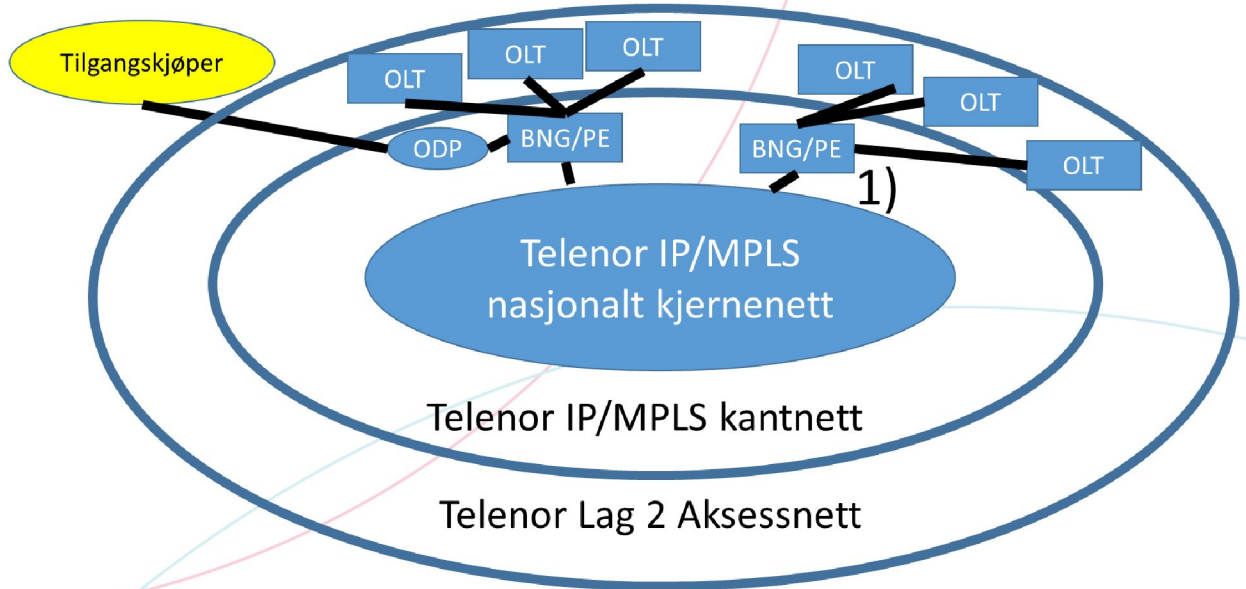 Tilgangskjøper
OLT
OLT
OLT
OLT
OLT
OLT
ODP
BNG/PE
BNG/PE
1)
Telenor IP/MPLS
nasjonalt kjernenett
Telenor IP/MPLS kantnett
Telenor Lag 2 Aksessnett